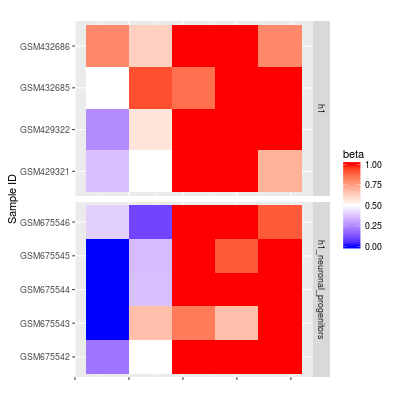 GSM432686
GSM432685
GSM429322
GSM429321
h1
GSM675546
GSM675545
GSM675544
GSM675543
GSM675542
h1_neuronal_progenitors
Sample ID
beta
1.00
0.75
0.50
0.25
0.00